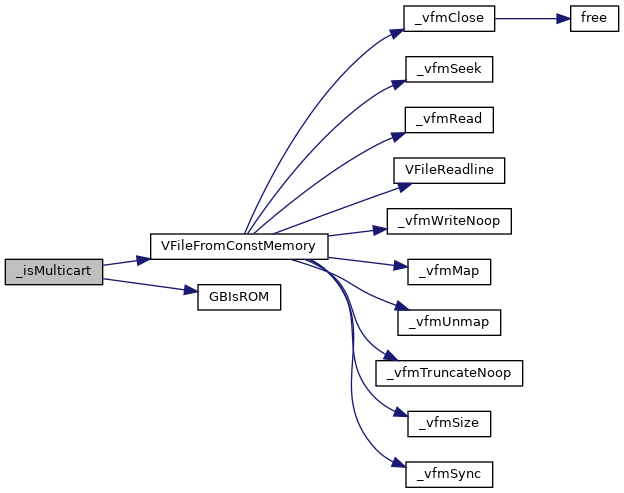 _isMulticart
VFileFromConstMemory
GBIsROM
_vfmClose
free
_vfmSeek
_vfmRead
VFileReadline
_vfmWriteNoop
_vfmMap
_vfmUnmap
_vfmTruncateNoop
_vfmSize
_vfmSync